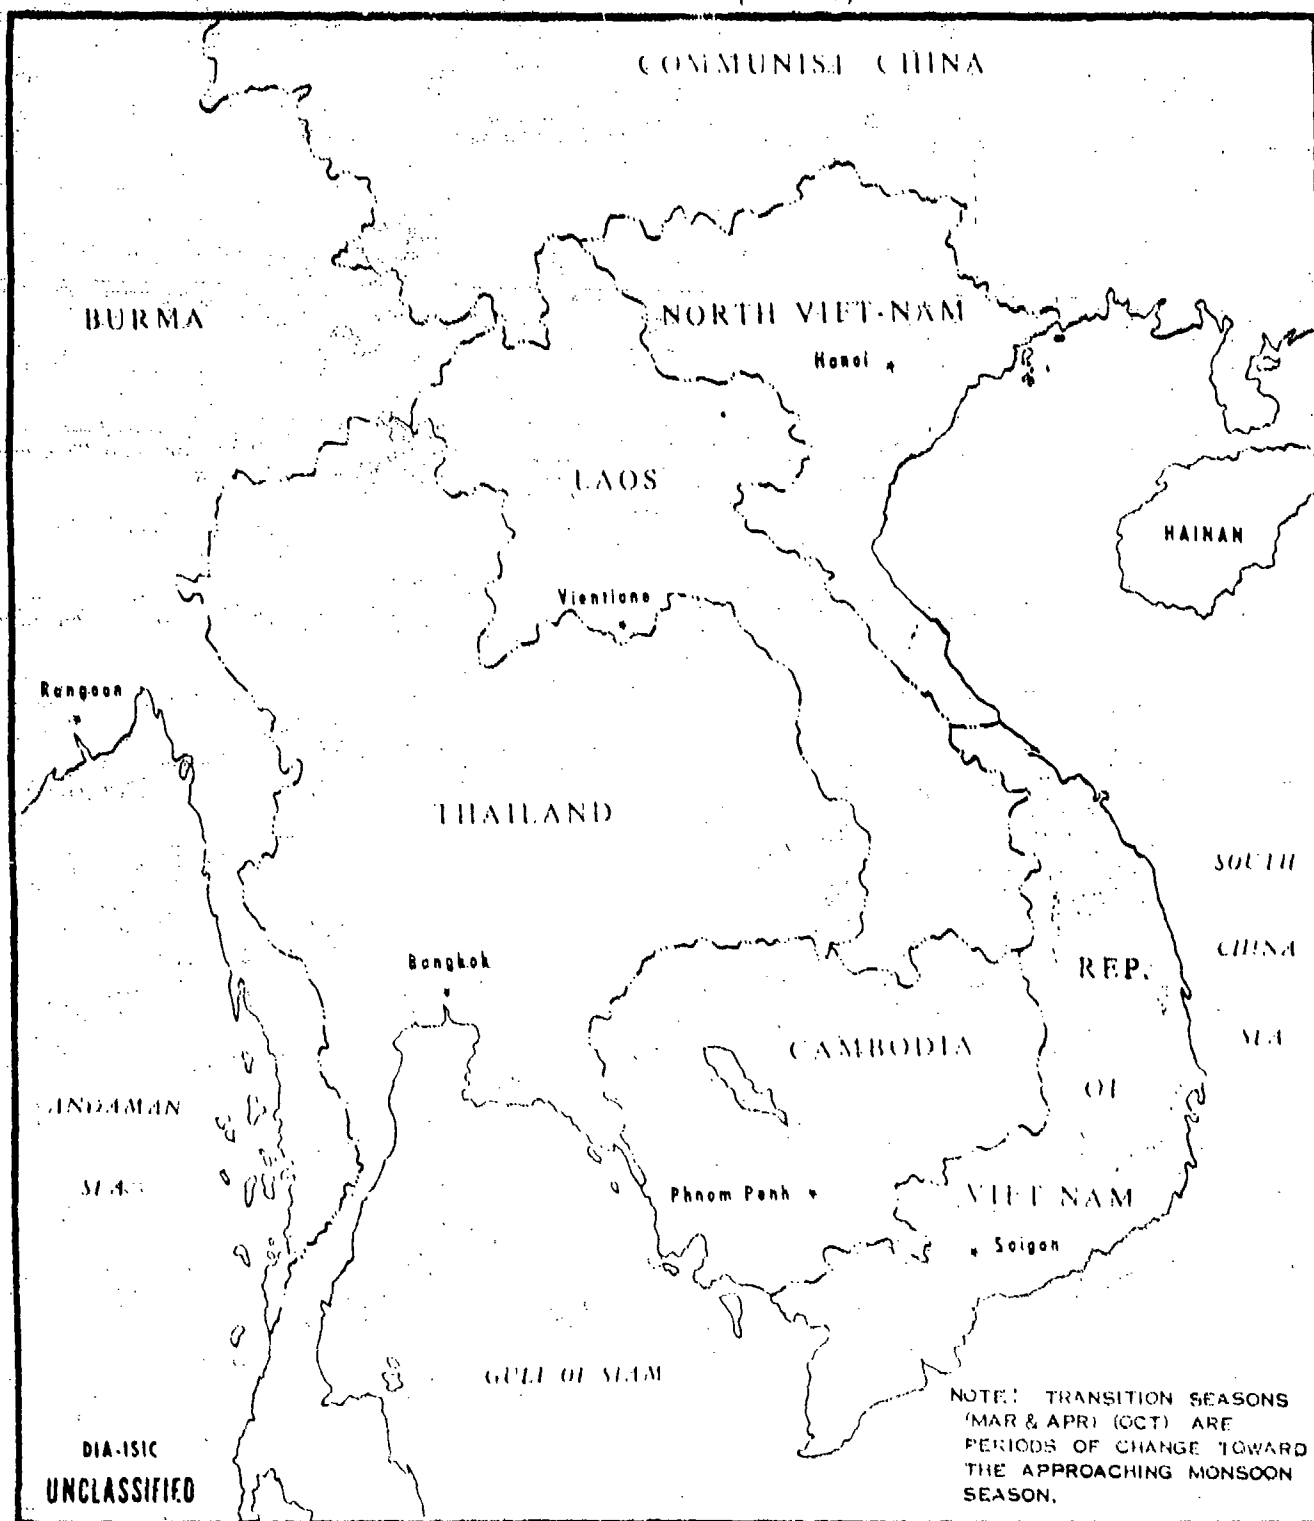 COMMUNIST CHINA
BURMA
NORTH VIET-NAM
Hanoi
LAOS
HAINAN
Vientiane
Rangoon
THAILAND
SOUTH
CHINA
SEA
Bangkok
REP.
CAMBODIA
OF
ANDAMAN
SEA
Phnom Penh
VIET NAM
Saigon
GULF OF SIAM
NOTE: TRANSITION SEASONS
(MAR & APR) (OCT) ARE
PERIODS OF CHANGE TOWARD
THE APPROACHING MONSOON
SEASON.
DIA-ISIC
UNCLASSIFIED